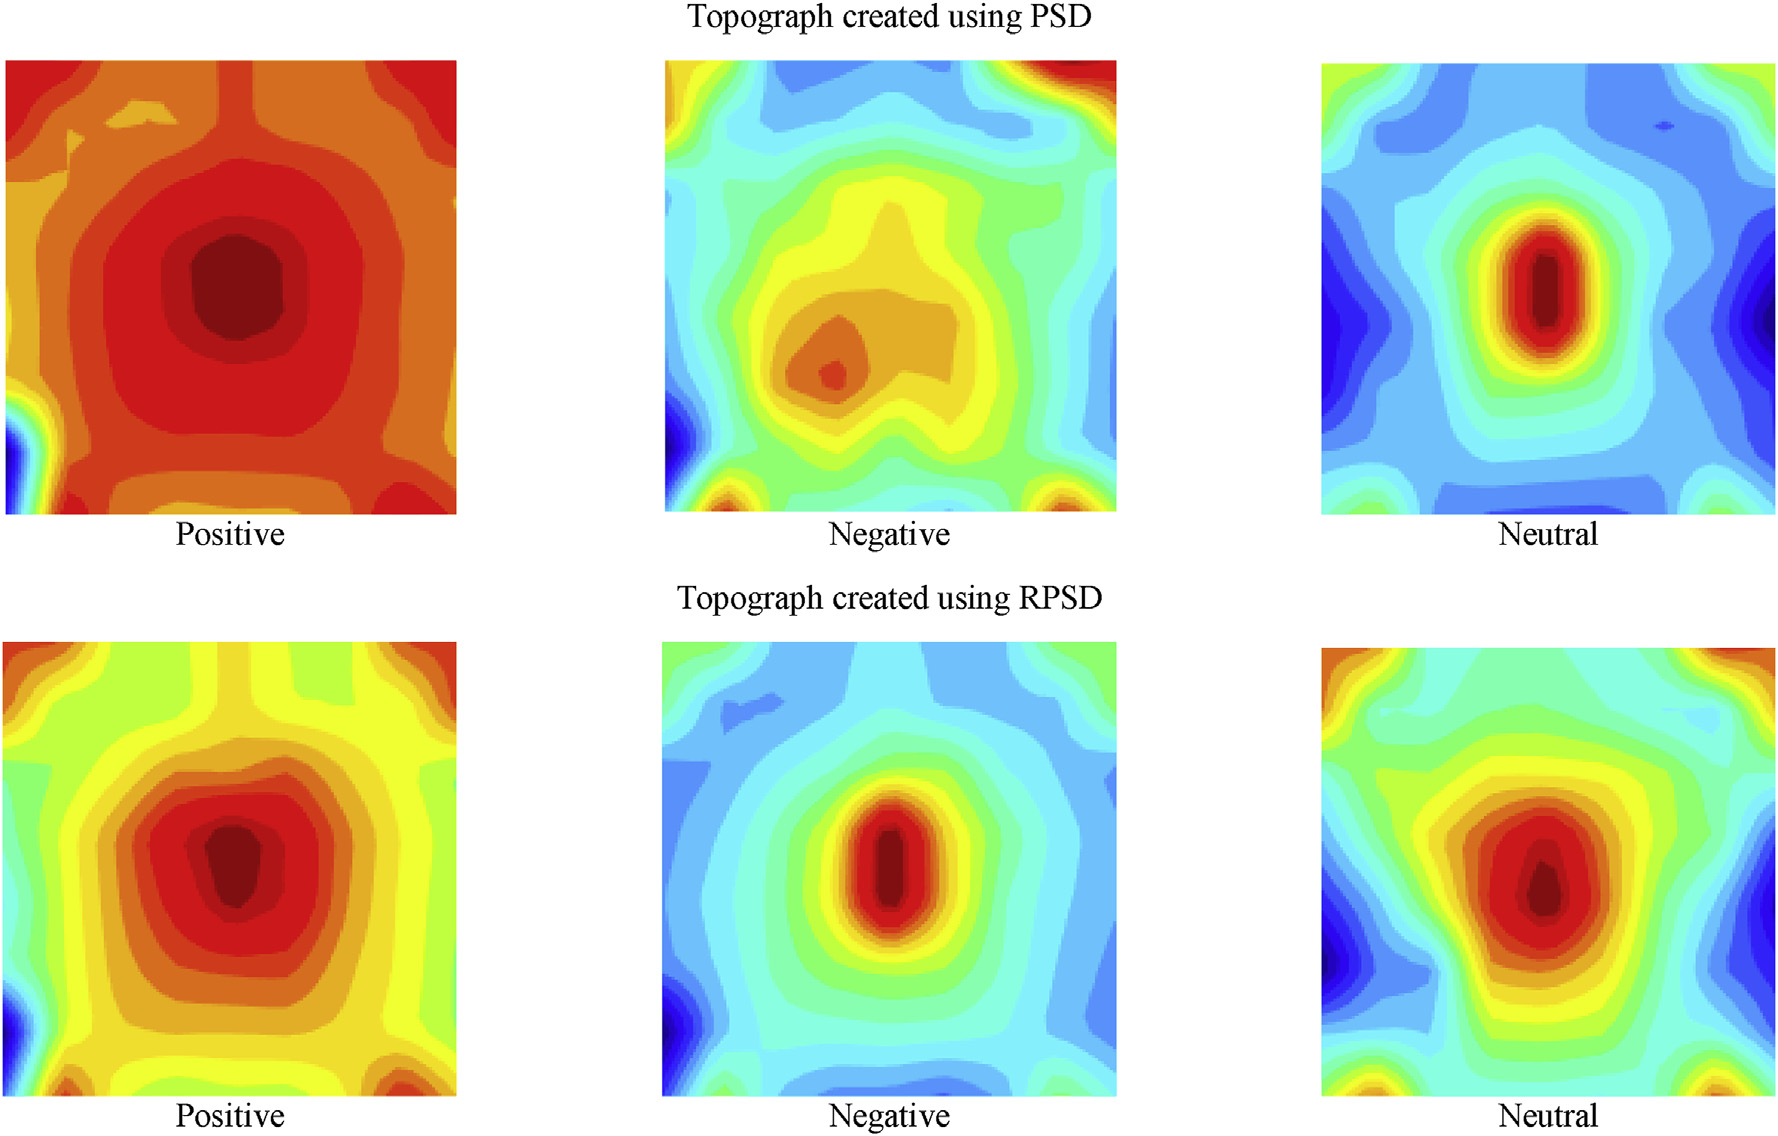 Topograph created using PSD
Positive
Negative
Neutral
Topograph created using RPSD
Positive
Negative
Neutral